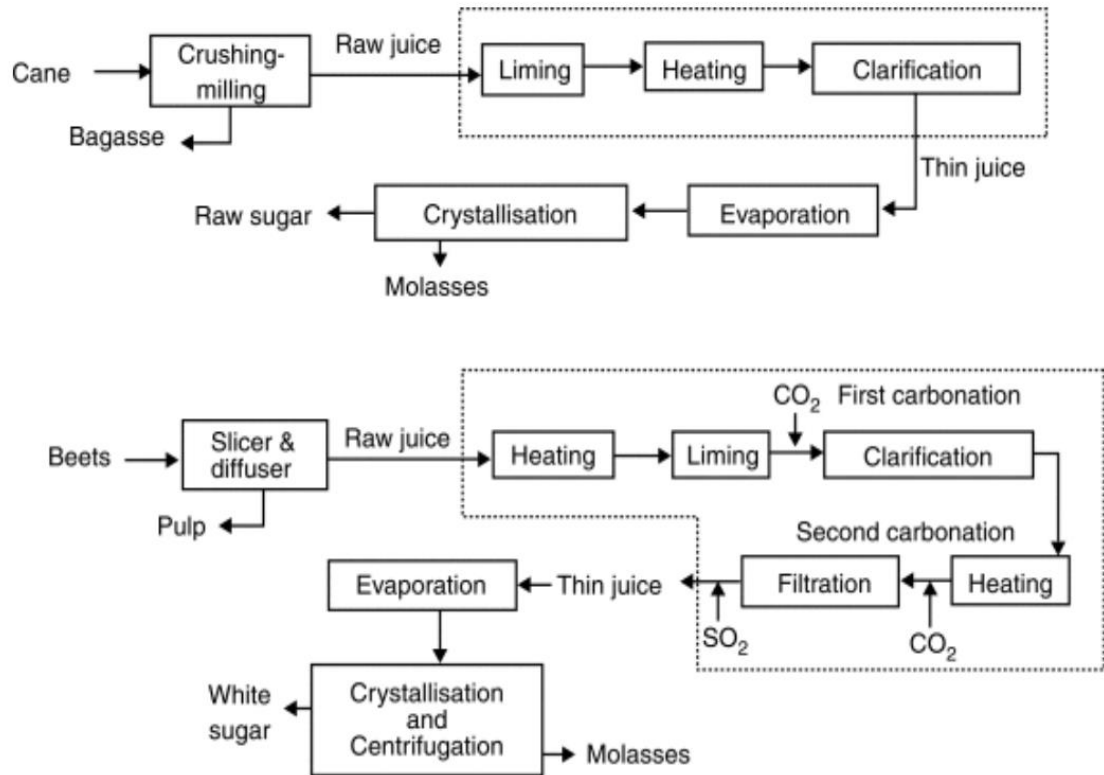 Cane
Crushing-
milling
Raw juice
Liming
Heating
Clarification
Bagasse
Thin juice
Raw sugar
Crystallisation
Evaporation
Molasses
CO2 First carbonation
Beets
Slicer &
diffuser
Raw juice
Heating
Liming
Clarification
Pulp
Second carbonation
Evaporation
Thin juice
Filtration
Heating
SO2
CO2
White
sugar
Crystallisation
and
Centrifugation
Molasses